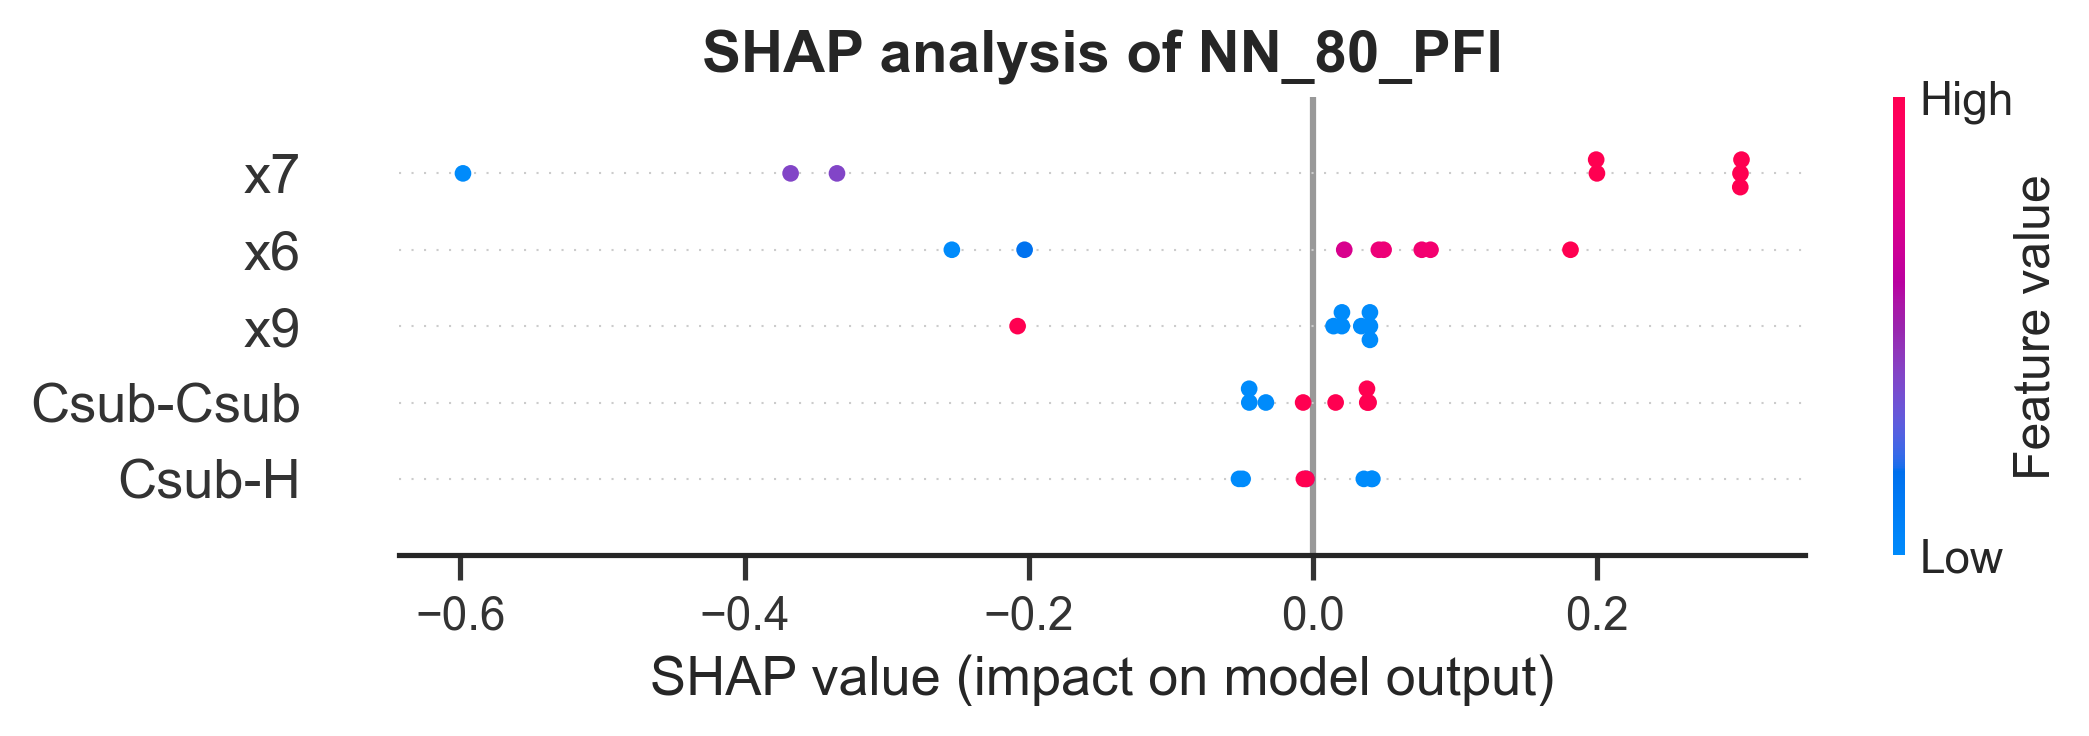 SHAP analysis of NN_80_PFI
High
x7
x6
x9
Csub-Csub
Csub-H
Feature value
Low
−0.6 −0.4 −0.2 0.0 0.2
SHAP value (impact on model output)